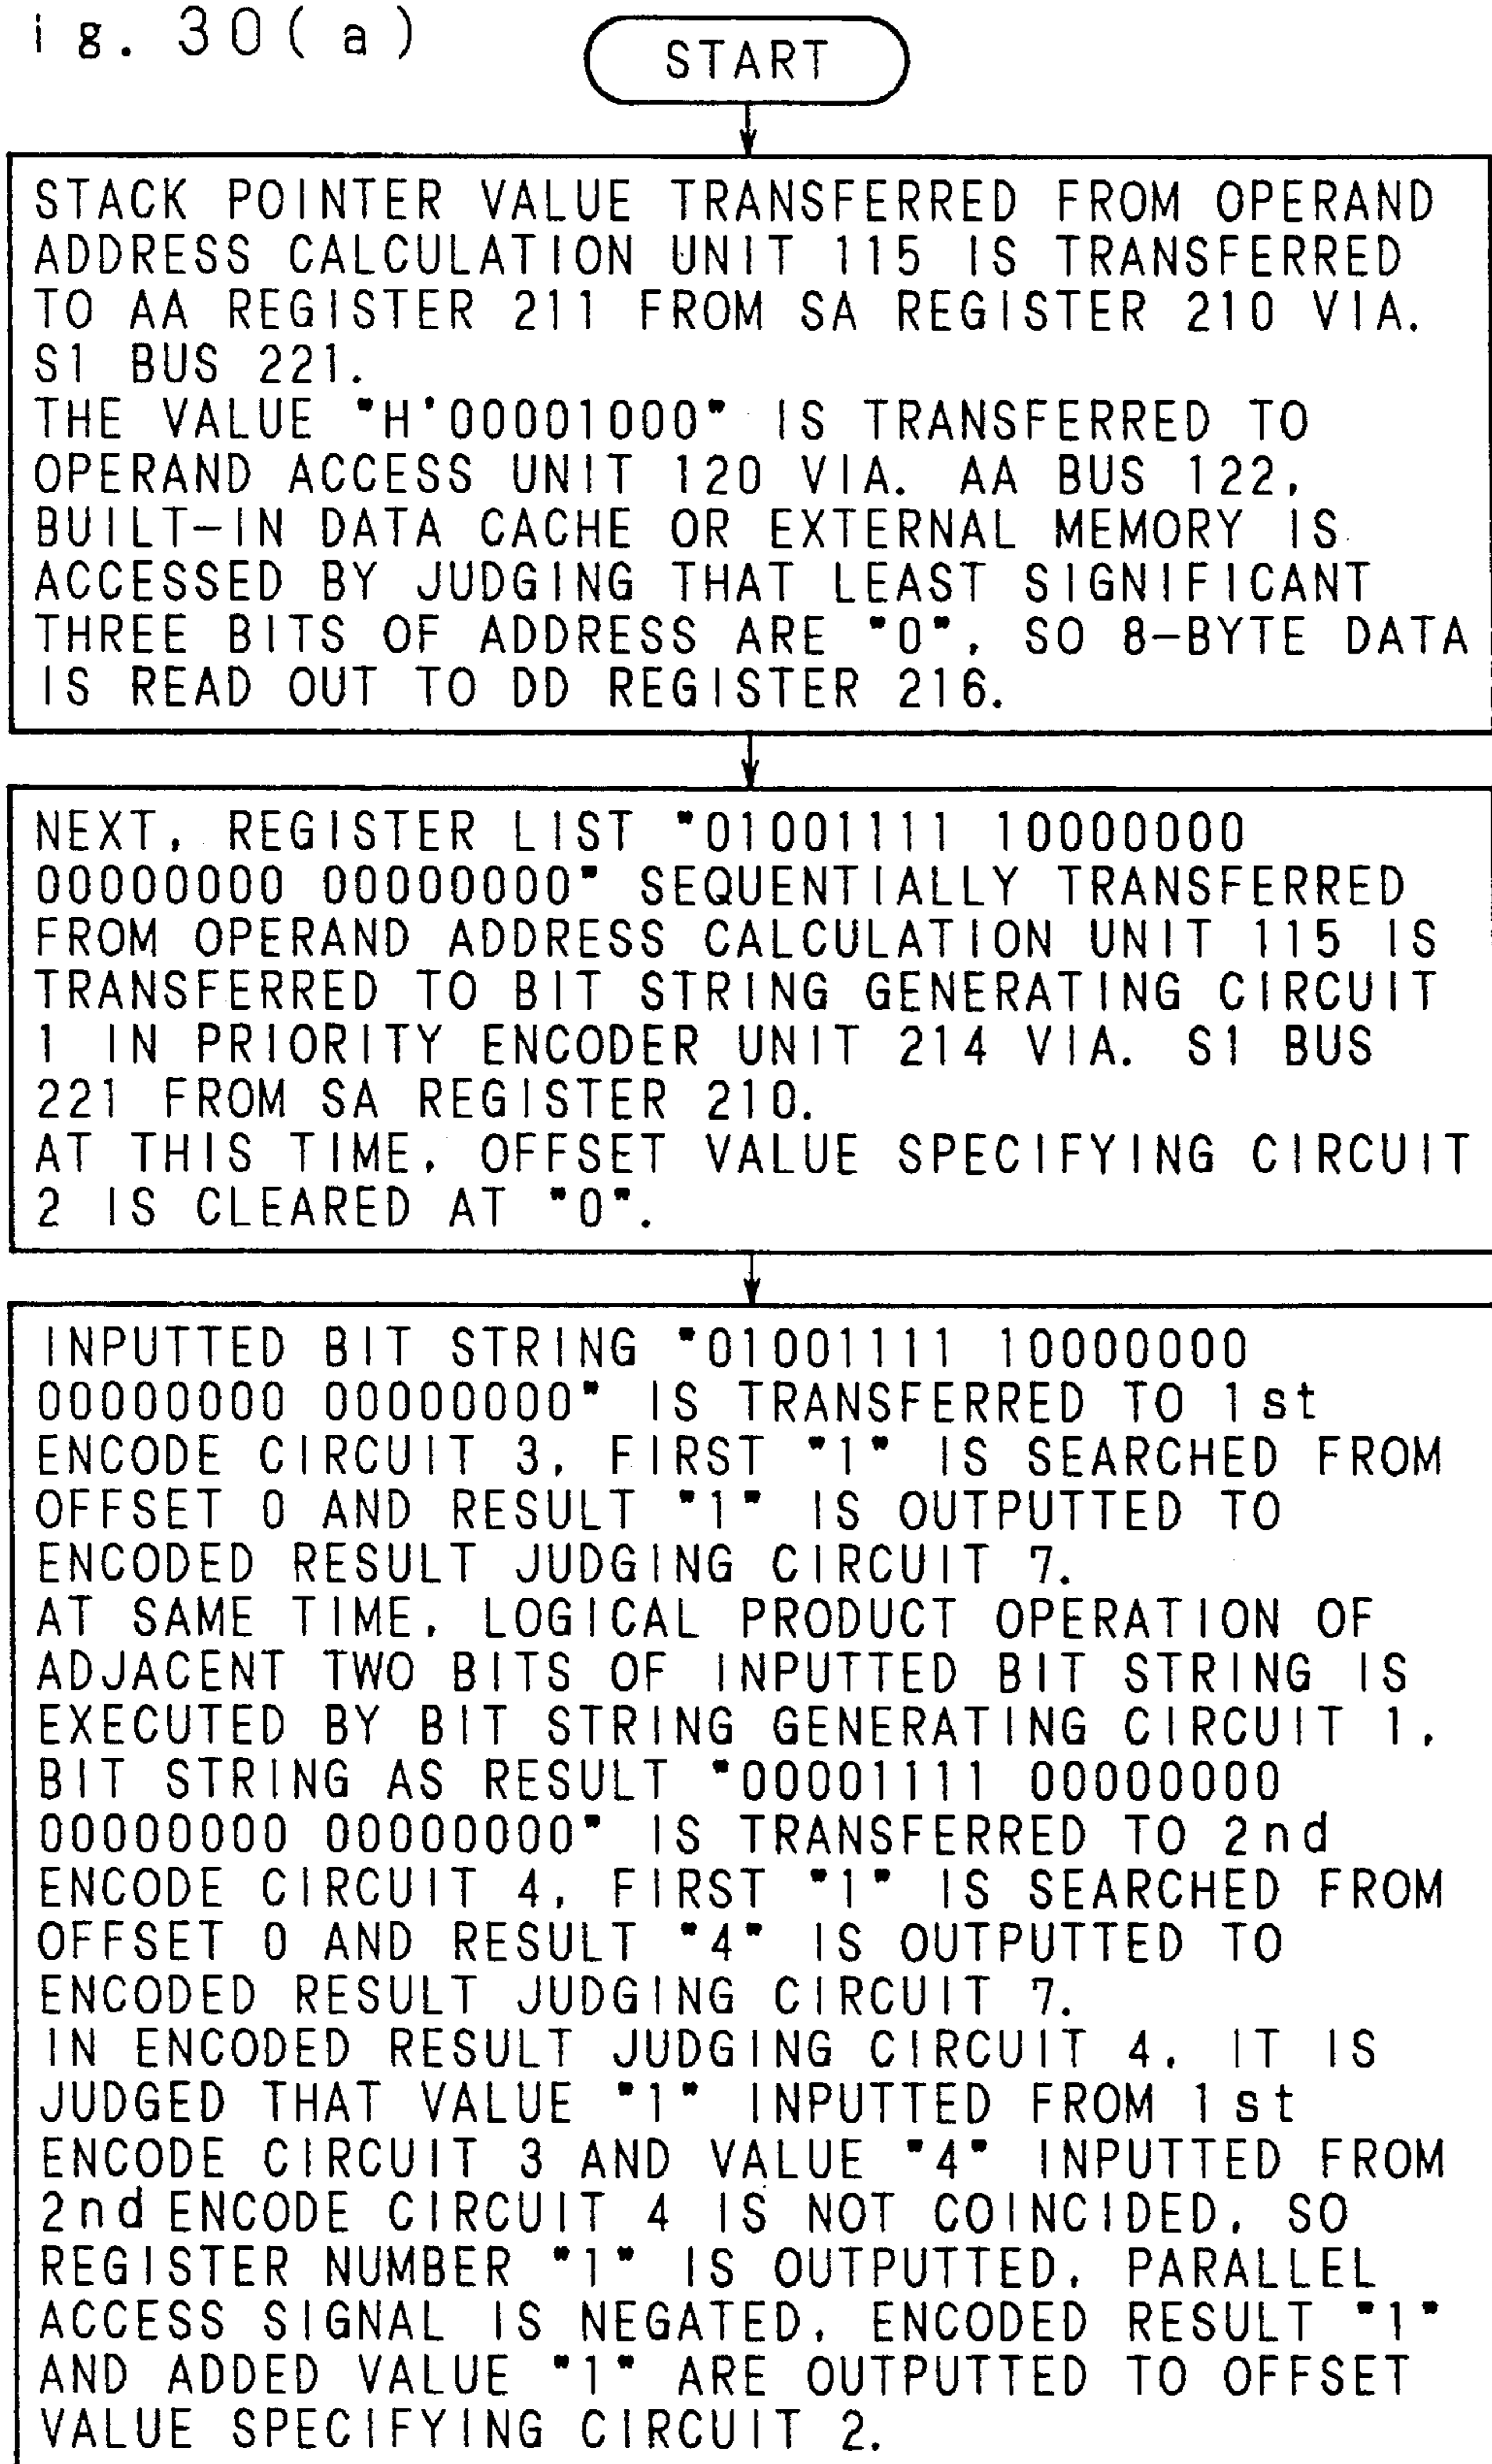 ig. 30(a)
START
STACK POINTER VALUE TRANSFERRED FROM OPERAND
ADDRESS CALCULATION UNIT 115 IS TRANSFERRED
TO AA REGISTER 211 FROM SA REGISTER 210 VIA.
S1 BUS 221.
THE VALUE "H'00001000" IS TRANSFERRED TO
OPERAND ACCESS UNIT 120 VIA. AA BUS 122,
BUILT-IN DATA CACHE OR EXTERNAL MEMORY IS
ACCESSED BY JUDGING THAT LEAST SIGNIFICANT
THREE BITS OF ADDRESS ARE "0", SO 8-BYTE DATA
IS READ OUT TO DD REGISTER 216.
NEXT, REGISTER LIST "01001111 10000000
00000000 00000000" SEQUENTIALLY TRANSFERRED
FROM OPERAND ADDRESS CALCULATION UNIT 115 IS
TRANSFERRED TO BIT STRING GENERATING CIRCUIT
1 IN PRIORITY ENCODER UNIT 214 VIA. S1 BUS
221 FROM SA REGISTER 210.
AT THIS TIME, OFFSET VALUE SPECIFYING CIRCUIT
2 IS CLEARED AT "0".
INPUTTED BIT STRING "01001111 10000000
00000000 00000000" IS TRANSFERRED TO 1st
ENCODE CIRCUIT 3, FIRST "1" IS SEARCHED FROM
OFFSET 0 AND RESULT "1" IS OUTPUTTED TO
ENCODED RESULT JUDGING CIRCUIT 7.
AT SAME TIME, LOGICAL PRODUCT OPERATION OF
ADJACENT TWO BITS OF INPUTTED BIT STRING IS
EXECUTED BY BIT STRING GENERATING CIRCUIT 1,
BIT STRING AS RESULT "00001111 00000000
00000000 00000000" IS TRANSFERRED TO 2nd
ENCODE CIRCUIT 4, FIRST "1" IS SEARCHED FROM
OFFSET 0 AND RESULT "4" IS OUTPUTTED TO
ENCODED RESULT JUDGING CIRCUIT 7.
IN ENCODED RESULT JUDGING CIRCUIT 4, IT IS
JUDGED THAT VALUE "1" INPUTTED FROM 1st
ENCODE CIRCUIT 3 AND VALUE "4" INPUTTED FROM
2nd ENCODE CIRCUIT 4 IS NOT COINCIDED, SO
REGISTER NUMBER "1" IS OUTPUTTED, PARALLEL
ACCESS SIGNAL IS NEGATED, ENCODED RESULT "1"
AND ADDED VALUE "1" ARE OUTPUTTED TO OFFSET
VALUE SPECIFYING CIRCUIT 2.